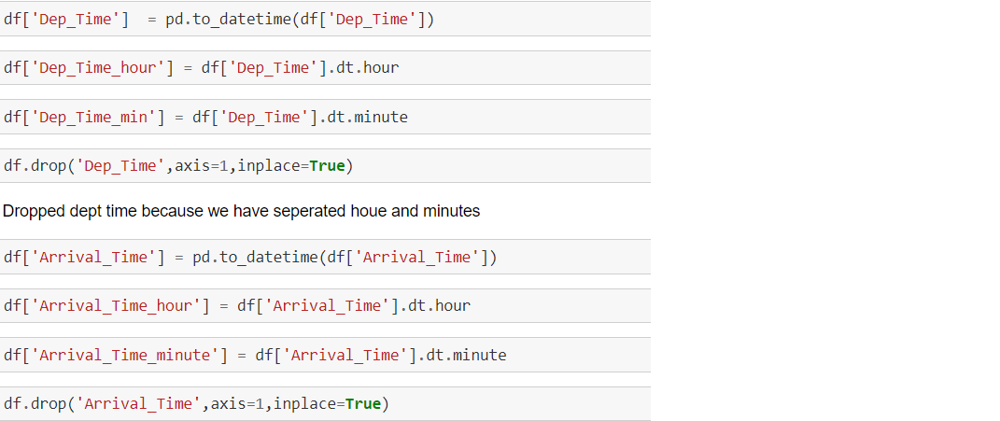 df['Dep_Time']  = pd.to_datetime(df['Dep_Time'])
df['Dep_Time_hour'] = df['Dep_Time'].dt.hour
df['Dep_Time_min'] = df['Dep_Time'].dt.minute
df.drop('Dep_Time',axis=1,inplace=True)
Dropped dept time because we have seperated houe and minutes
df['Arrival_Time'] = pd.to_datetime(df['Arrival_Time'])
df['Arrival_Time_hour'] = df['Arrival_Time'].dt.hour
df['Arrival_Time_minute'] = df['Arrival_Time'].dt.minute
df.drop('Arrival_Time',axis=1,inplace=True)